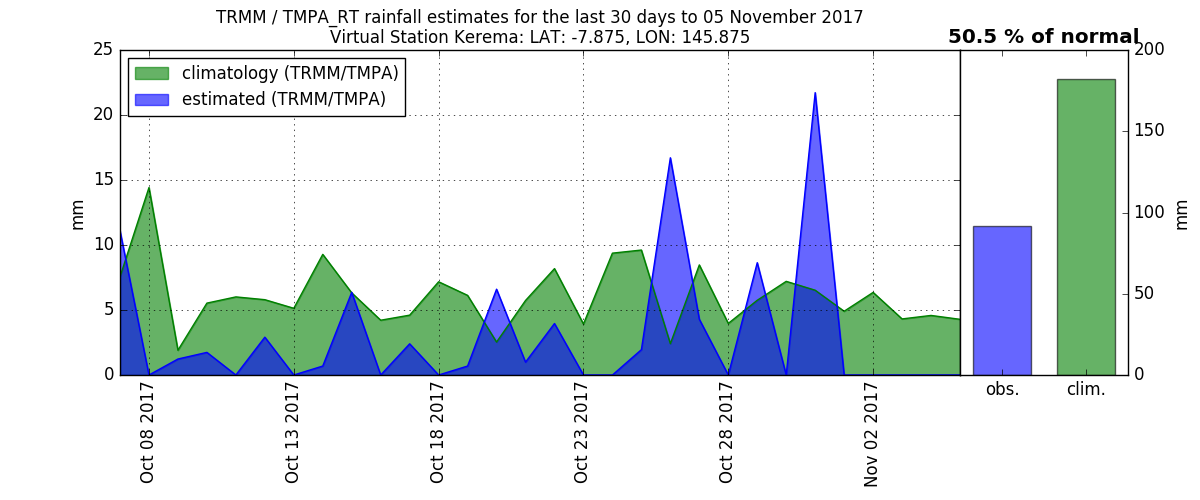 TRMM / TMPA_RT rainfall estimates for the last 30 days to 05 November 2017
Virtual Station Kerema: LAT: -7.875, LON: 145.875
50.5 % of normal
climatology (TRMM/TMPA)
estimated (TRMM/TMPA)
25
20
15
10
5
0
mm
Oct 08 2017
Oct 13 2017
Oct 18 2017
Oct 23 2017
Oct 28 2017
Nov 02 2017
200
150
100
50
0
mm
obs.
clim.